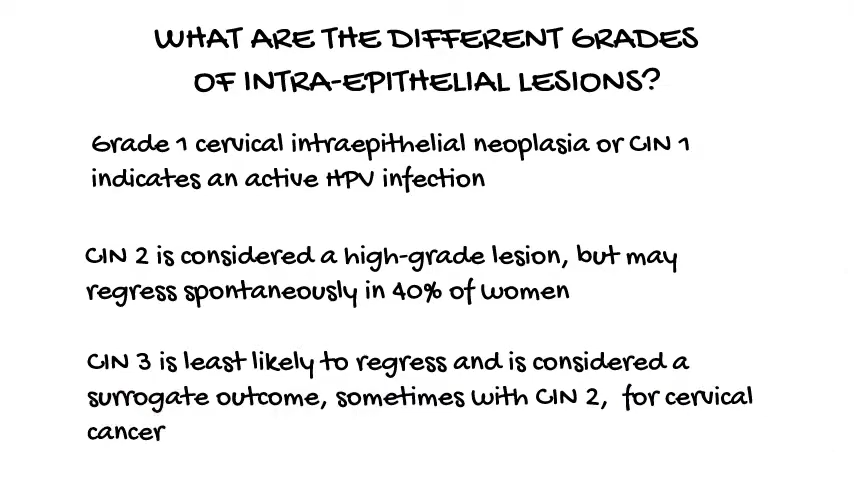 WHAT ARE THE DIFFERENT GRADES
OF INTRA-EPITHELIAL LESIONS?
Grade 1 cervical intraepithelial neoplasia or CIN 1
indicates an active HPV infection
CIN 2 is considered a high-grade lesion, but may
regress spontaneously in 40% of women
CIN 3 is least likely to regress and is considered a
surrogate outcome, sometimes with CIN 2, for cervical
cancer